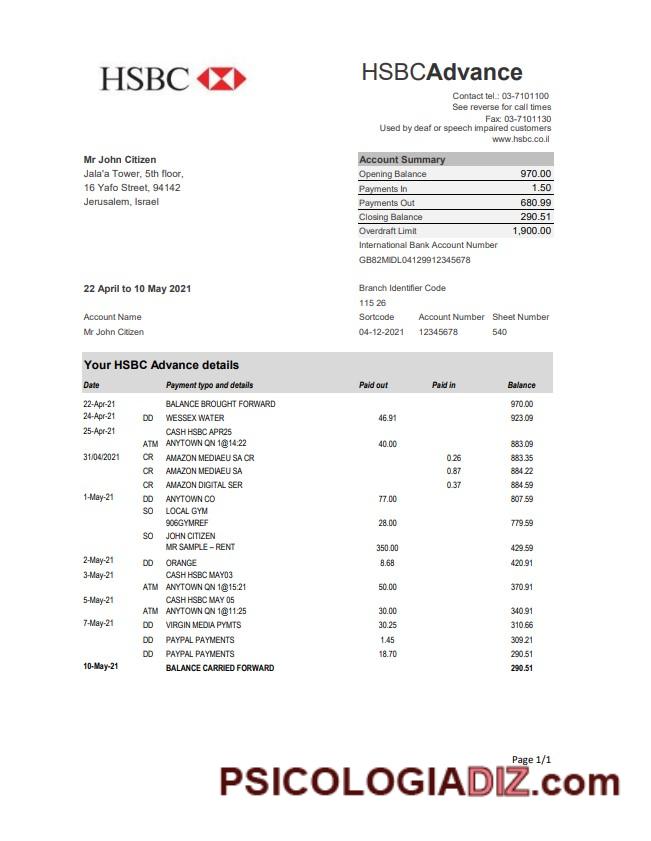 HSBC
HSBCAdvance
Contact tel.: 03-7101100
See reverse for call times
Fax: 03-7101130
Used by deaf or speech impaired customers
www.hsbc.co.il
Mr John Citizen
Jala'a Tower, 5th floor,
16 Yafo Street, 94142
Jerusalem, Israel
Account Summary
Opening Balance 970.00
Payments In 1.50
Payments Out 680.99
Closing Balance 290.51
Overdraft Limit 1,900.00
International Bank Account Number
GB82MIDL04129912345678
22 April to 10 May 2021
Branch Identifier Code
115 26
Account Name Sortcode Account Number Sheet Number
Mr John Citizen 04-12-2021 12345678 540
Your HSBC Advance details
Date Payment typo and details Paid out Paid in Balance
22-Apr-21 BALANCE BROUGHT FORWARD 970.00
24-Apr-21 DD WESSEX WATER 46.91 923.09
25-Apr-21 CASH HSBC APR25
ATM ANYTOWN QN 1@14:22 40.00 883.09
31/04/2021 CR AMAZON MEDIAEU SA CR 0.26 883.35
CR AMAZON MEDIAEU SA 0.87 884.22
CR AMAZON DIGITAL SER 0.37 884.59
1-May-21 DD ANYTOWN CO 77.00 807.59
SO LOCAL GYM
906GYMREF 28.00 779.59
SO JOHN CITIZEN
MR SAMPLE – RENT 350.00 429.59
2-May-21 DD ORANGE 8.68 420.91
3-May-21 CASH HSBC MAY03
ATM ANYTOWN QN 1@15:21 50.00 370.91
5-May-21 CASH HSBC MAY 05
ATM ANYTOWN QN 1@11:25 30.00 340.91
7-May-21 DD VIRGIN MEDIA PYMTS 30.25 310.66
DD PAYPAL PAYMENTS 1.45 309.21
DD PAYPAL PAYMENTS 18.70 290.51
10-May-21 BALANCE CARRIED FORWARD 290.51
Page 1/1
PSICOLOGIADIZ.com